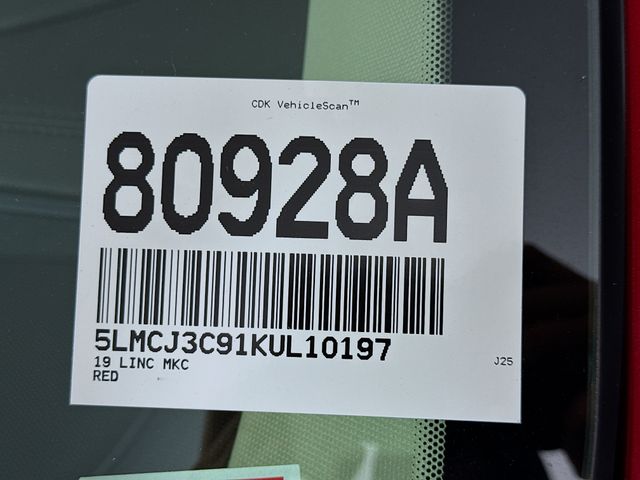 CDK VehicleScan™
80928A
5LMCJ3C91KUL10197
19 LINC MKC
J25
RED